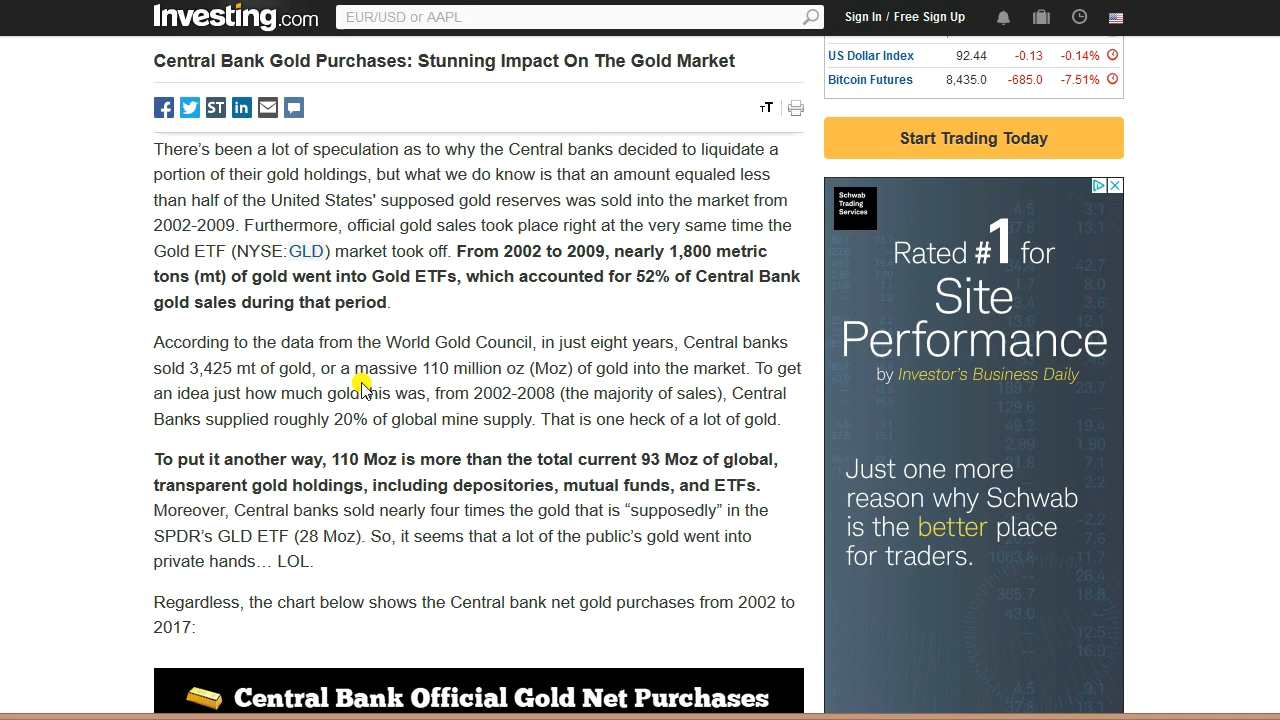 Investing.com
EUR/USD or AAPL
Sign In / Free Sign Up
Central Bank Gold Purchases: Stunning Impact On The Gold Market
ST in
TT
There's been a lot of speculation as to why the Central banks decided to liquidate a
portion of their gold holdings, but what we do know is that an amount equaled less
than half of the United States' supposed gold reserves was sold into the market from
2002-2009. Furthermore, official gold sales took place right at the very same time the
Gold ETF (NYSE:GLD) market took off. From 2002 to 2009, nearly 1,800 metric
tons (mt) of gold went into Gold ETFs, which accounted for 52% of Central Bank
gold sales during that period.
According to the data from the World Gold Council, in just eight years, Central banks
sold 3,425 mt of gold, or a massive 110 million oz (Moz) of gold into the market. To get
an idea just how much gold this was, from 2002-2008 (the majority of sales), Central
Banks supplied roughly 20% of global mine supply. That is one heck of a lot of gold.
To put it another way, 110 Moz is more than the total current 93 Moz of global,
transparent gold holdings, including depositories, mutual funds, and ETFs.
Moreover, Central banks sold nearly four times the gold that is “supposedly” in the
SPDR's GLD ETF (28 Moz). So, it seems that a lot of the public's gold went into
private hands… LOL.
Regardless, the chart below shows the Central bank net gold purchases from 2002 to
2017:
Central Bank Official Gold Net Purchases
US Dollar Index 92.44 -0.13 -0.14%
Bitcoin Futures 8,435.0 -685.0 -7.51%
Start Trading Today
Schwab
Trading
Services
Rated #1 for
Site
Performance
by Investor's Business Daily
Just one more
reason why Schwab
is the better place
for traders.